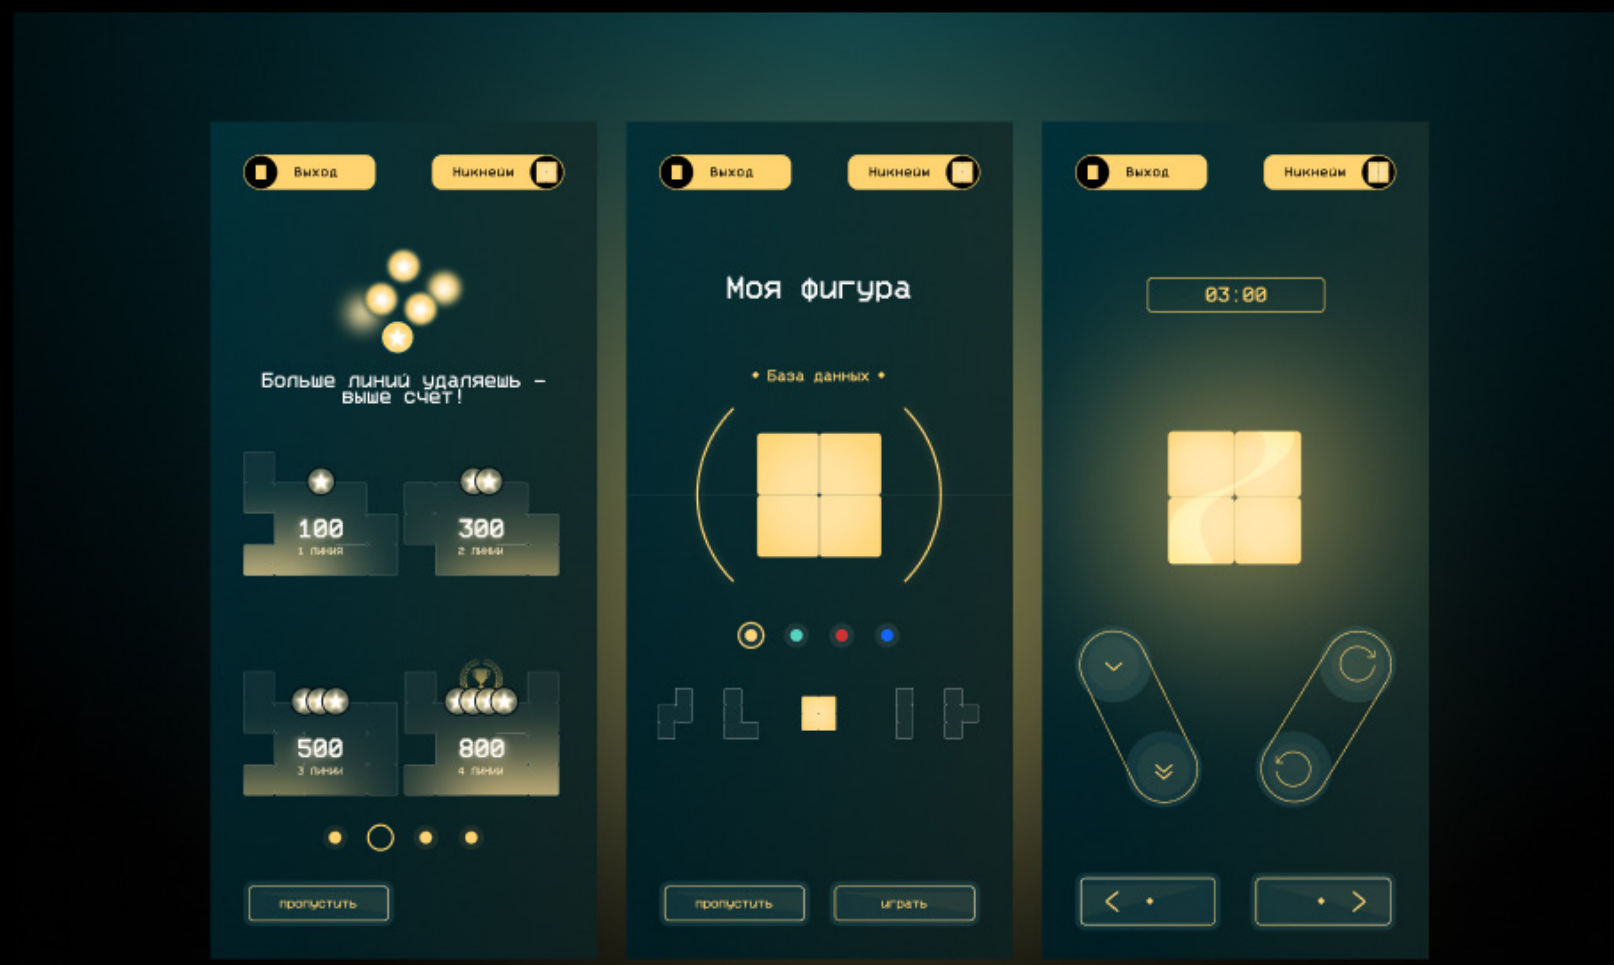 Выход
Никнейм
Больше линий удаляешь –
выше счет!
100
1 линия
300
2 линии
500
3 линии
800
4 линии
пропустить
Выход
Никнейм
Моя фигура
База данных
пропустить
играть
Выход
Никнейм
03:00